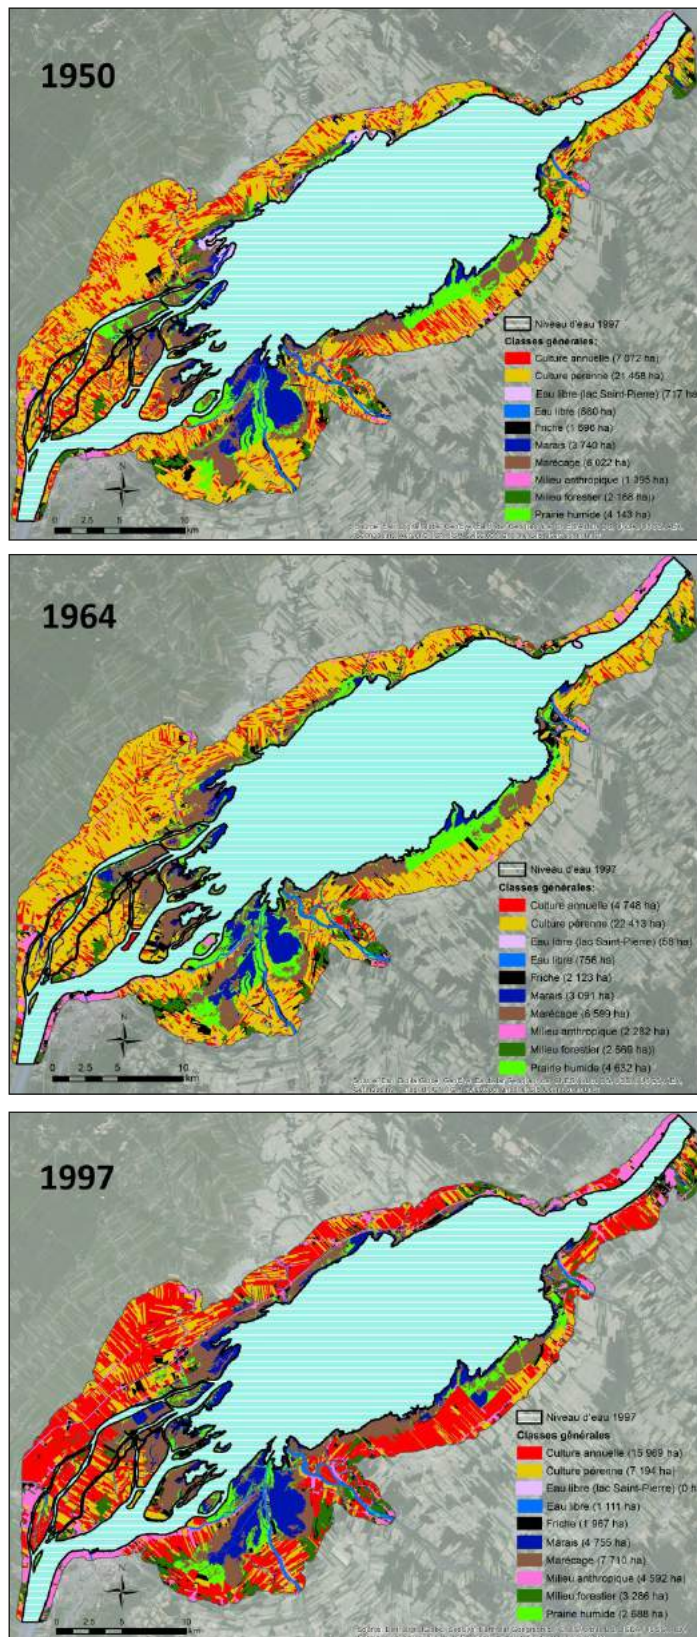 1950
Niveau d'eau 1997
Classes générales:
Culture annuelle (7 072 ha)
Culture pérenne (21 458 ha)
Eau libre (lac Saint-Pierre) (717 ha
Eau libre ha)
Friche ha)
Marais (3 740 ha)
Marécage (6 022 ha)
Milieu anthropique (1 395 ha)
Milieu forestier (2 168 ha))
Prairie humide (4 143 ha)
N
0 2.5 5 10
km
1964
Niveau d'eau 1997
Classes générales:
Culture annuelle (4 748 ha)
Culture pérenne (22 413 ha)
Eau libre (lac Saint-Pierre) (58 ha
Eau libre (756 ha)
Friche (2 123 ha)
Marais (3 091 ha)
Marécage (6 589 ha)
Milieu anthropique (2 282 ha)
Milieu forestier (2 569 ha))
Prairie humide (4 632 ha)
N
0 2.5 5 10
km
1997
Niveau d'eau 1997
Classes générales
Culture annuelle (15 969 ha)
Culture pérenne (7 194 ha)
Eau libre (lac Saint-Pierre) (0 h
Eau libre (1 111 ha)
Friche (1 967 ha)
Marais (4 755 ha)
Marécage (7 710 ha)
Milieu anthropique (4 592 ha)
Milieu forestier (3 286 ha)
Prairie humide (2 688 ha)
N
0 2.5 5 10
km